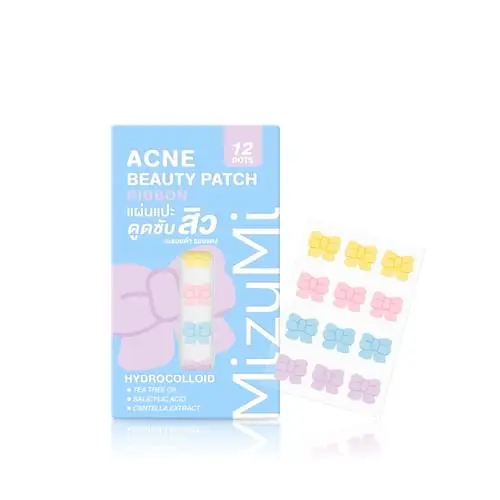 12
DOTS
ACNE
BEAUTY PATCH
RIBBON
แผ่นแปะ
ดูดซับ สิว
MizuMi
HYDROCOLLOID
• TEA TREE OIL
• SALICYLIC ACID
• CENTELLA EXTRACT